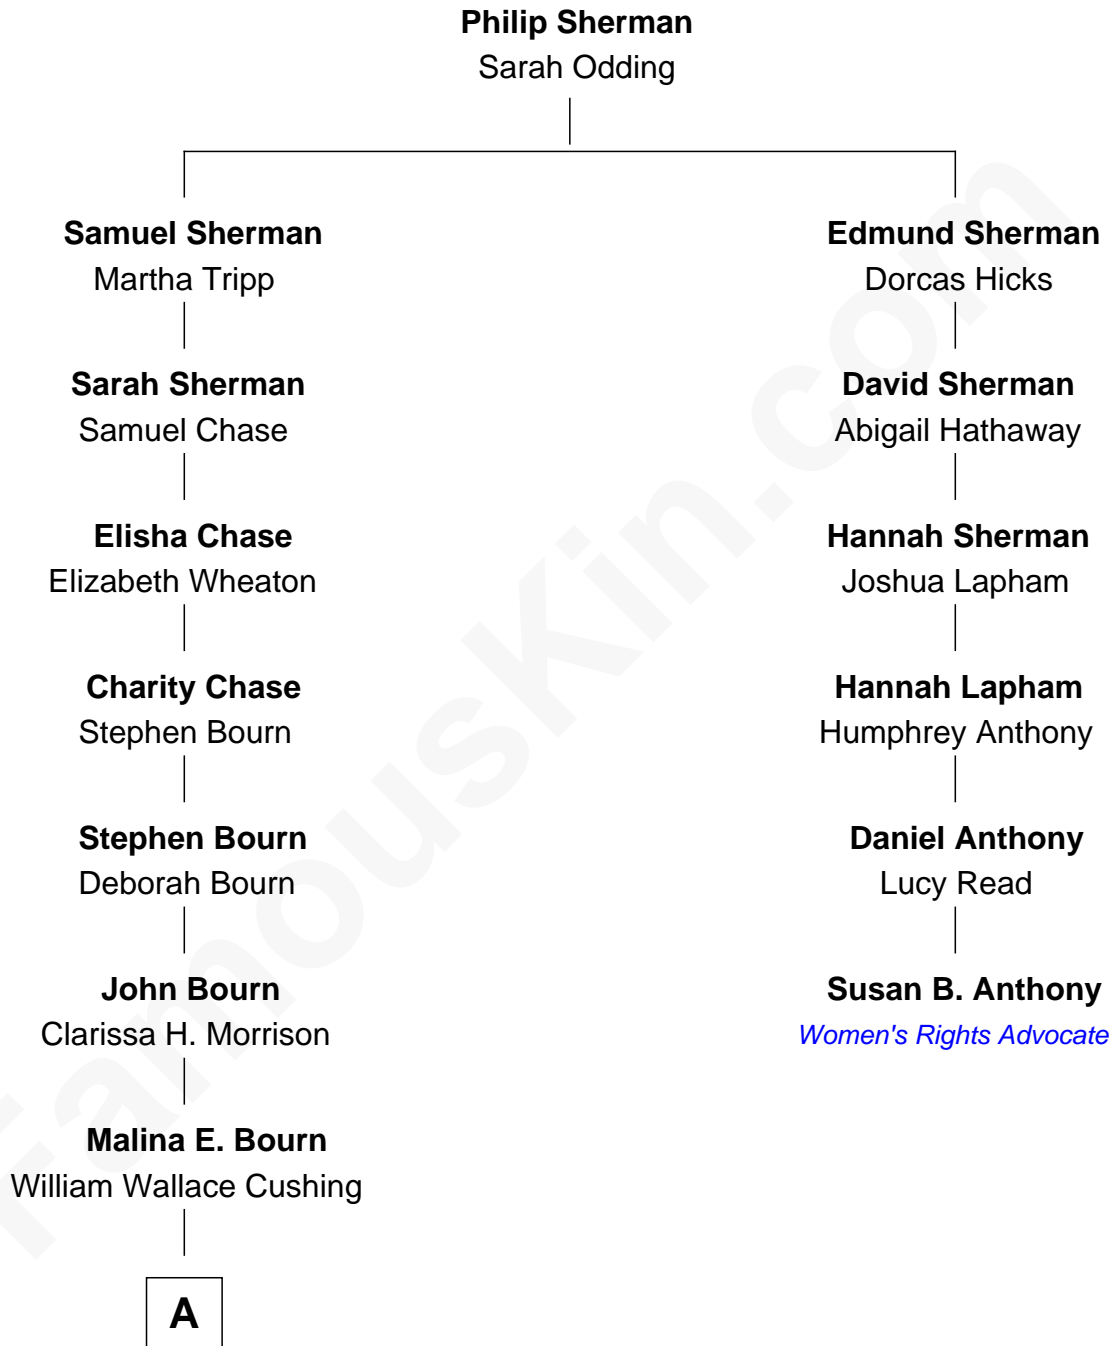 Philip Sherman
Sarah Odding
Samuel Sherman
Martha Tripp
Edmund Sherman
Dorcas Hicks
Sarah Sherman
Samuel Chase
David Sherman
Abigail Hathaway
Elisha Chase
Elizabeth Wheaton
Hannah Sherman
Joshua Lapham
Charity Chase
Stephen Bourn
Hannah Lapham
Humphrey Anthony
Stephen Bourn
Deborah Bourn
Daniel Anthony
Lucy Read
John Bourn
Clarissa H. Morrison
Susan B. Anthony
Women's Rights Advocate
Malina E. Bourn
William Wallace Cushing
A
FamousKin.com